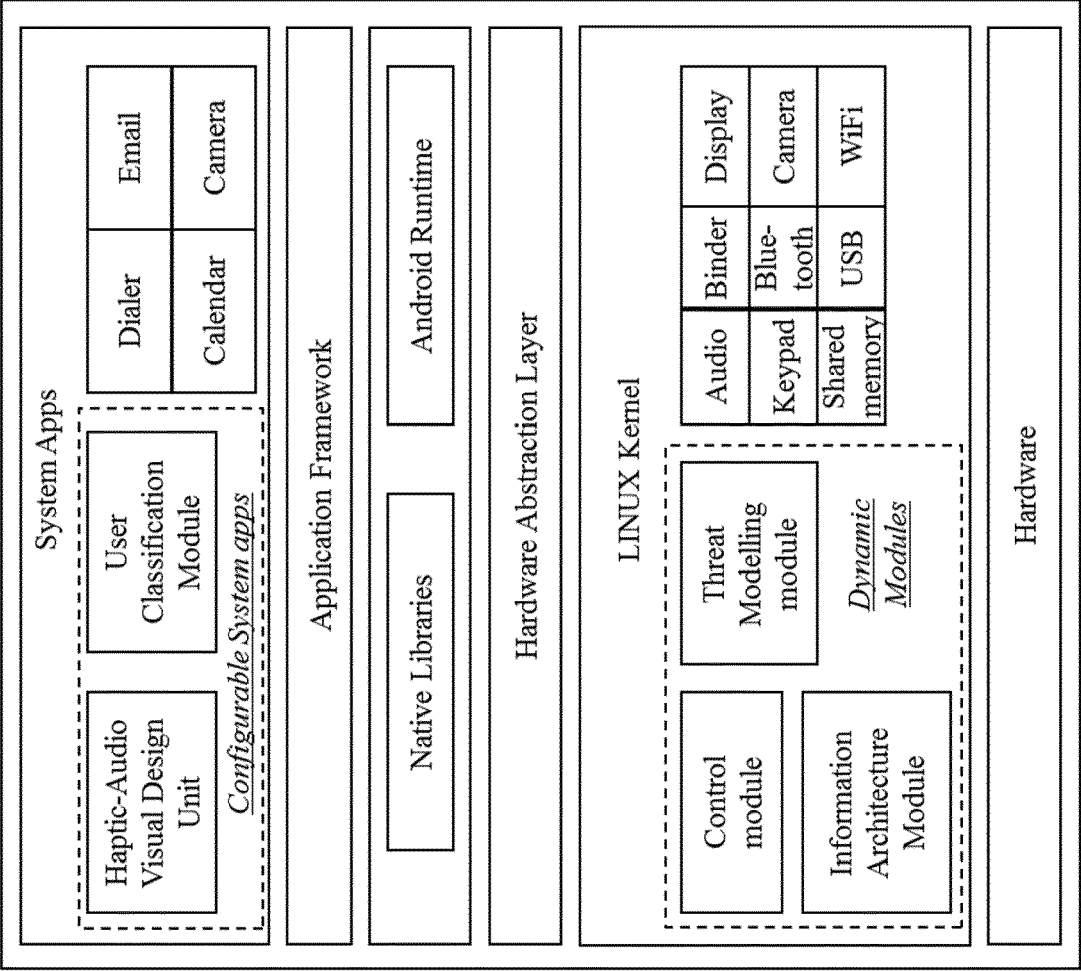 System Apps
Haptic-Audio
Visual Design
Unit
User
Classification
Module
Configurable System apps
Dialer
Email
Calendar
Camera
Application Framework
Native Libraries
Android Runtime
Hardware Abstraction Layer
LINUX Kernel
Control
module
Threat
Modelling
module
Information
Architecture
Module
Dynamic
Modules
Audio
Binder
Display
Keypad
Blue-
tooth
Camera
Shared
memory
USB
WiFi
Hardware